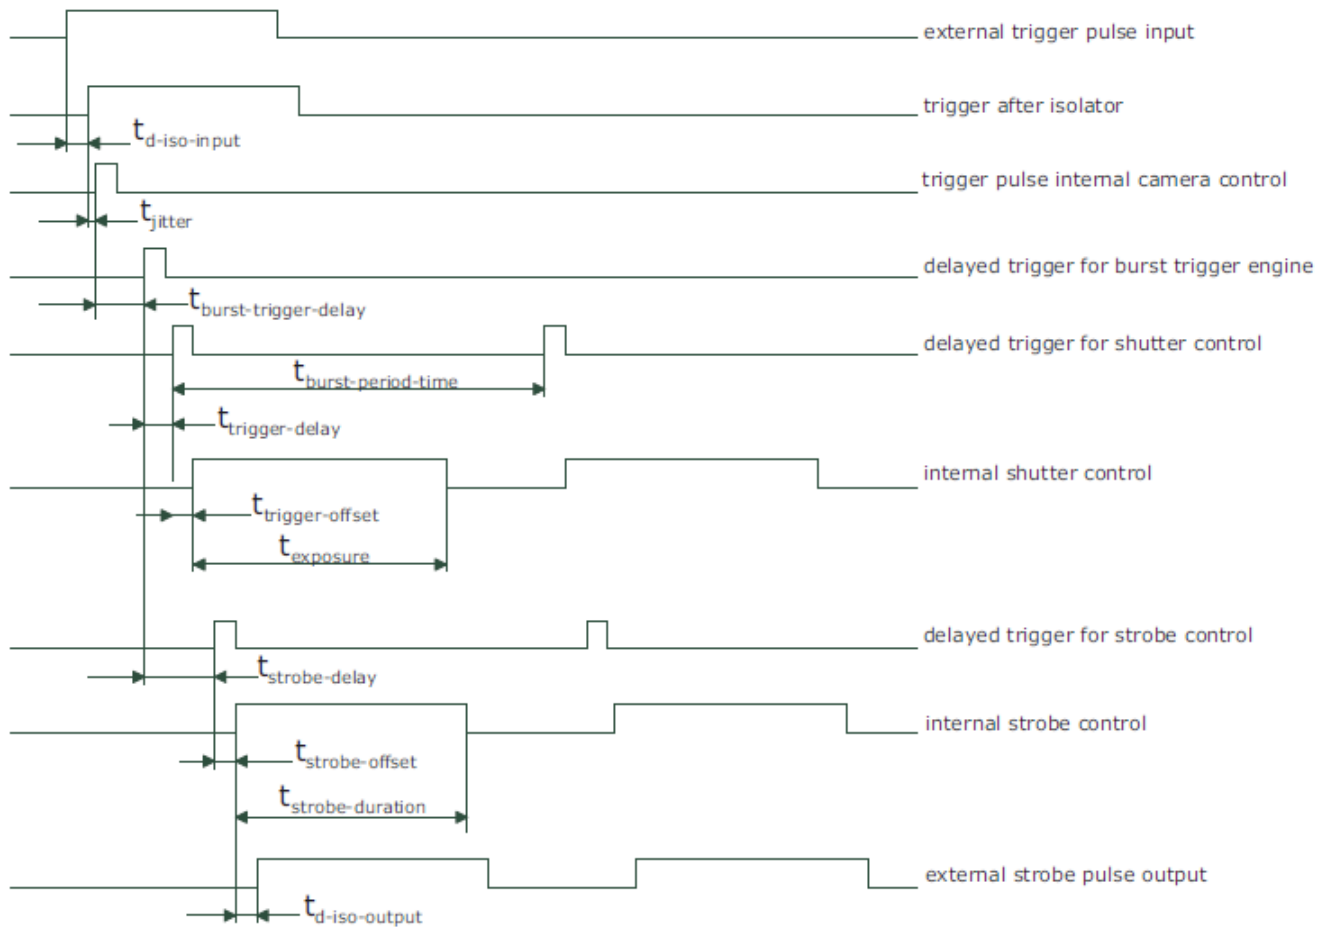 external trigger pulse input
trigger after isolator
td-iso-input
trigger pulse internal camera control
tjitter
delayed trigger for burst trigger engine
tburst-trigger-delay
delayed trigger for shutter control
tburst-period-time
ttrigger-delay
internal shutter control
ttrigger-offset
texposure
delayed trigger for strobe control
tstrobe-delay
internal strobe control
tstrobe-offset
tstrobe-duration
external strobe pulse output
td-iso-output